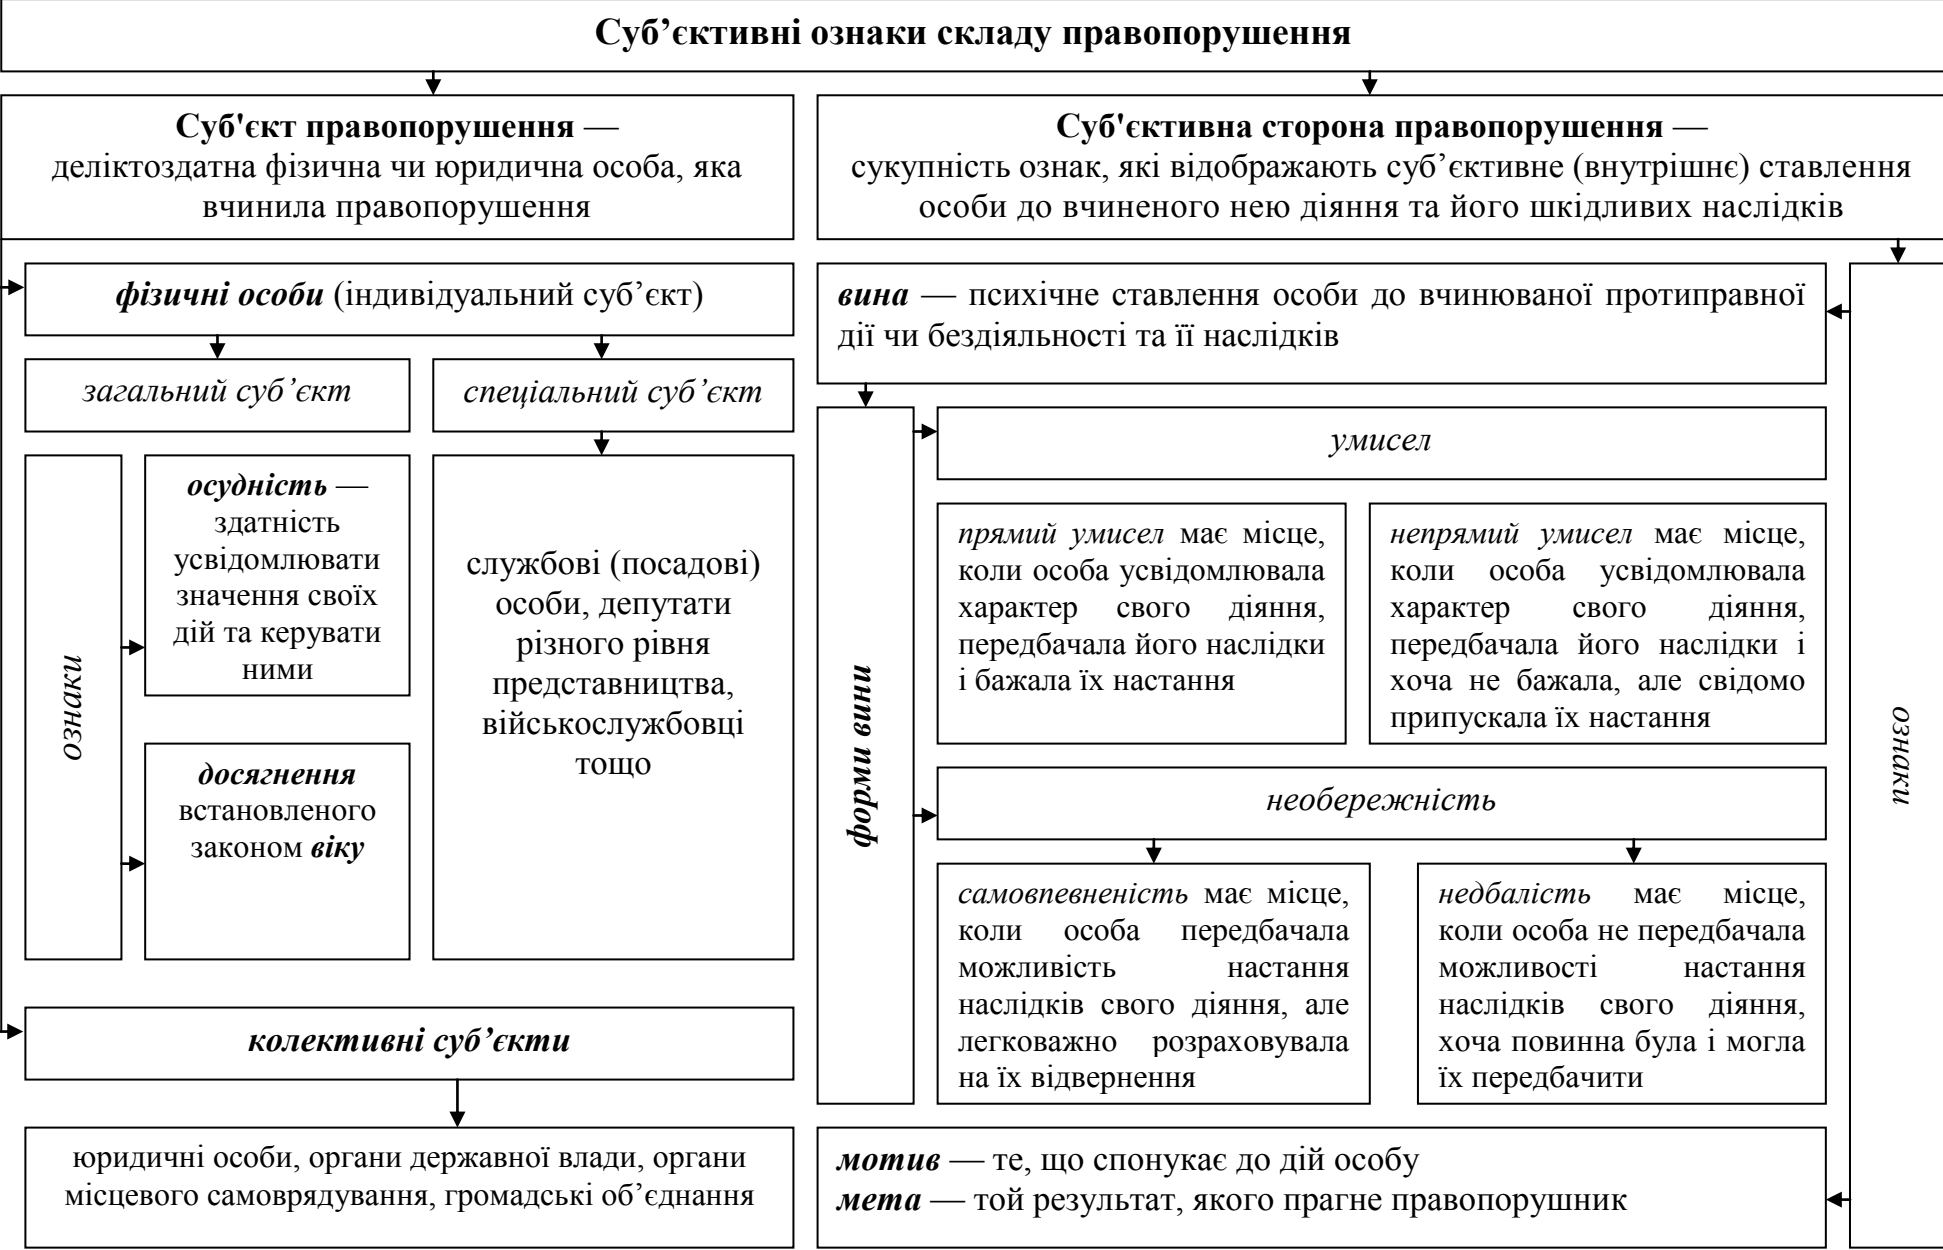 Суб’єктивні ознаки складу правопорушення
Суб'єкт правопорушення —
деліктоздатна фізична чи юридична особа, яка
вчинила правопорушення
фізичні особи (індивідуальний суб’єкт)
загальний суб’єкт
спеціальний суб’єкт
ознаки
осудність —
здатність
усвідомлювати
значення своїх
дій та керувати
ними
досягнення
встановленого
законом віку
службові (посадові)
особи, депутати
різного рівня
представництва,
військослужбовці
тощо
колективні суб’єкти
юридичні особи, органи державної влади, органи
місцевого самоврядування, громадські об’єднання
Суб'єктивна сторона правопорушення —
сукупність ознак, які відображають суб’єктивне (внутрішнє) ставлення
особи до вчиненого нею діяння та його шкідливих наслідків
ознаки
вина — психічне ставлення особи до вчинюваної протиправної
дії чи бездіяльності та її наслідків
форми вини
умисел
прямий умисел має місце,
коли особа усвідомлювала
характер свого діяння,
передбачала його наслідки
і бажала їх настання
непрямий умисел має місце,
коли особа усвідомлювала
характер свого діяння,
передбачала його наслідки і
хоча не бажала, але свідомо
припускала їх настання
необережність
самовпевненість має місце,
коли особа передбачала
можливість настання
наслідків свого діяння, але
легковажно розраховувала
на їх відвернення
недбалість має місце,
коли особа не передбачала
можливості настання
наслідків свого діяння,
хоча повинна була і могла
їх передбачити
мотив — те, що спонукає до дій особу
мета — той результат, якого прагне правопорушник